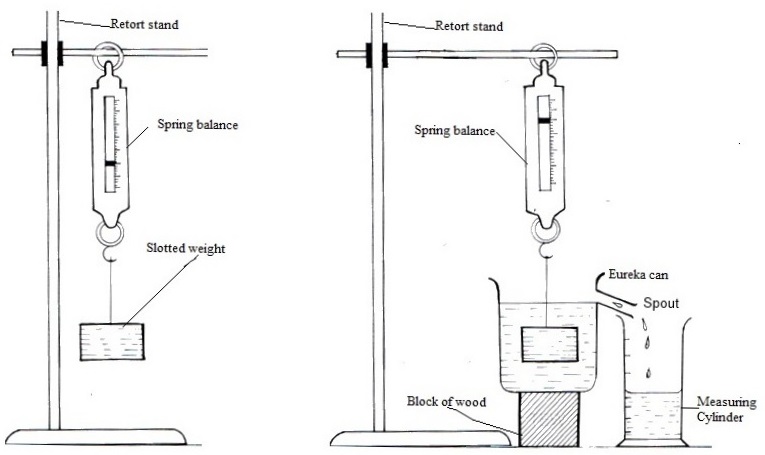 Retort stand
Spring balance
Slotted weight
Retort stand
Spring balance
Eureka can
Spout
Block of wood
Measuring
Cylinder